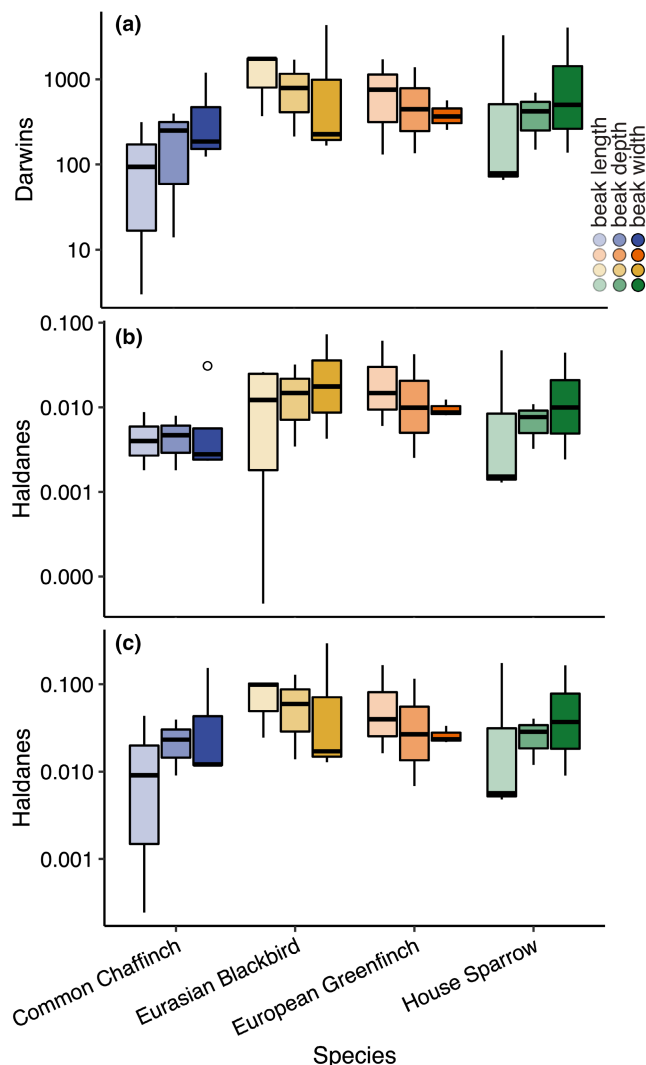 (a)
1000
100
10
Darwins
beak length
beak depth
beak width
(b)
0.100
0.010
0.001
0.000
Haldanes
(c)
0.100
0.010
0.001
Haldanes
Common Chaffinch
Eurasian Blackbird
European Greenfinch
House Sparrow
Species